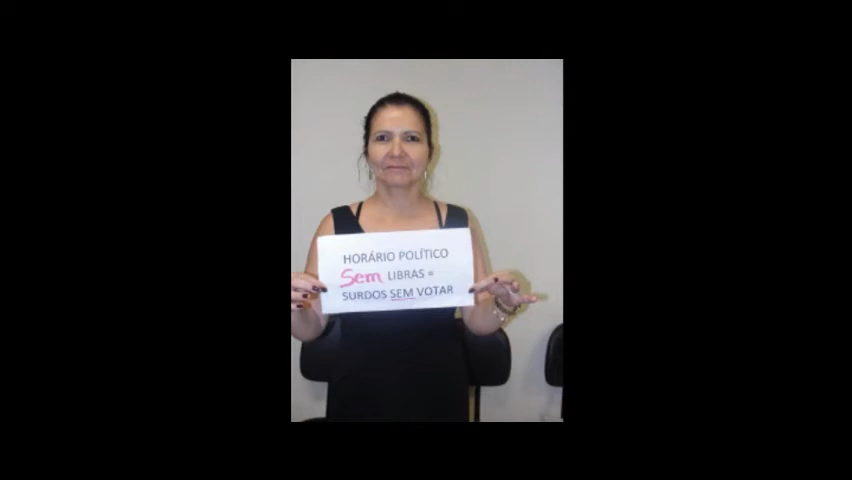 HORÁRIO POLÍTICO
Sem LIBRAS =
SURDOS SEM VOTAR